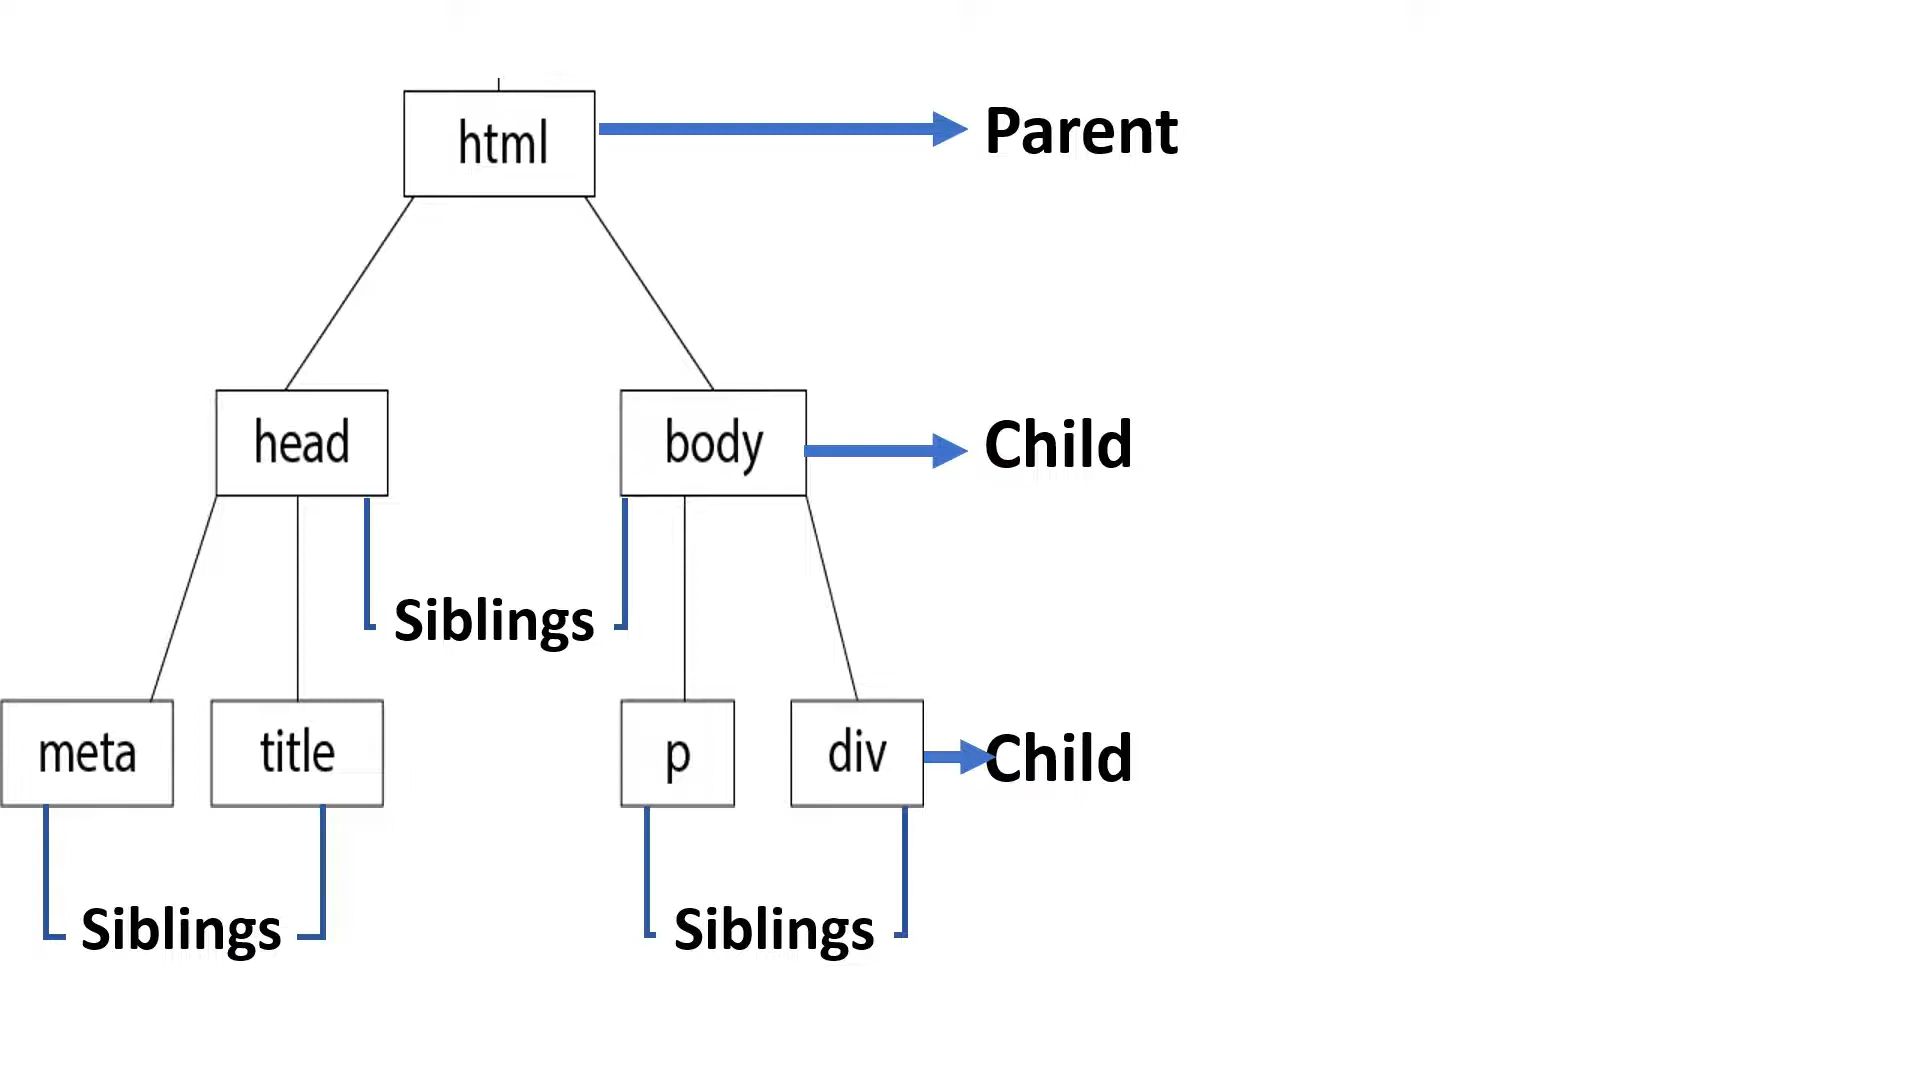 html
Parent
head
body
Child
Siblings
meta
title
p
div
Child
Siblings
Siblings